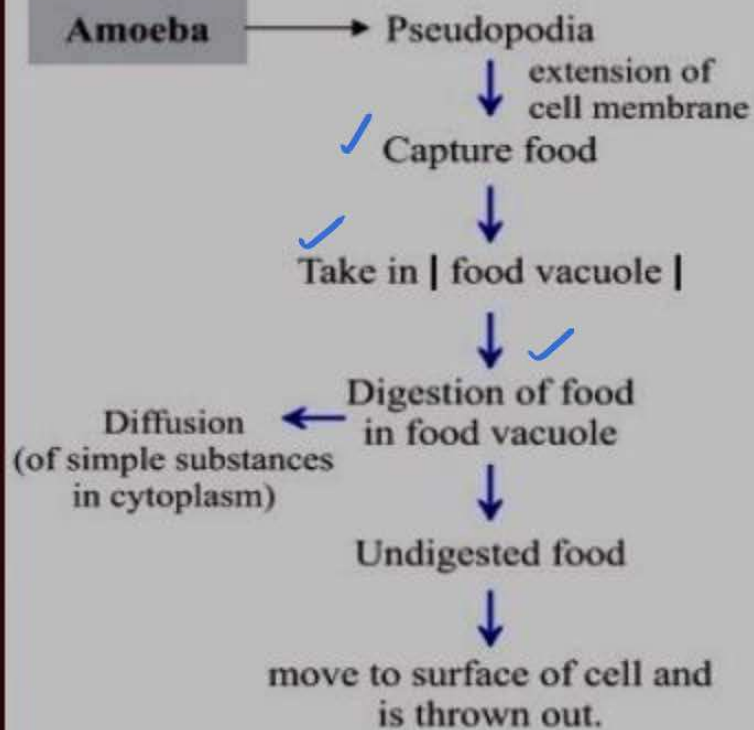 Amoeba
Pseudopodia
extension of
cell membrane
Capture food
Take in | food vacuole |
Digestion of food
in food vacuole
Diffusion
(of simple substances
in cytoplasm)
Undigested food
move to surface of cell and
is thrown out.